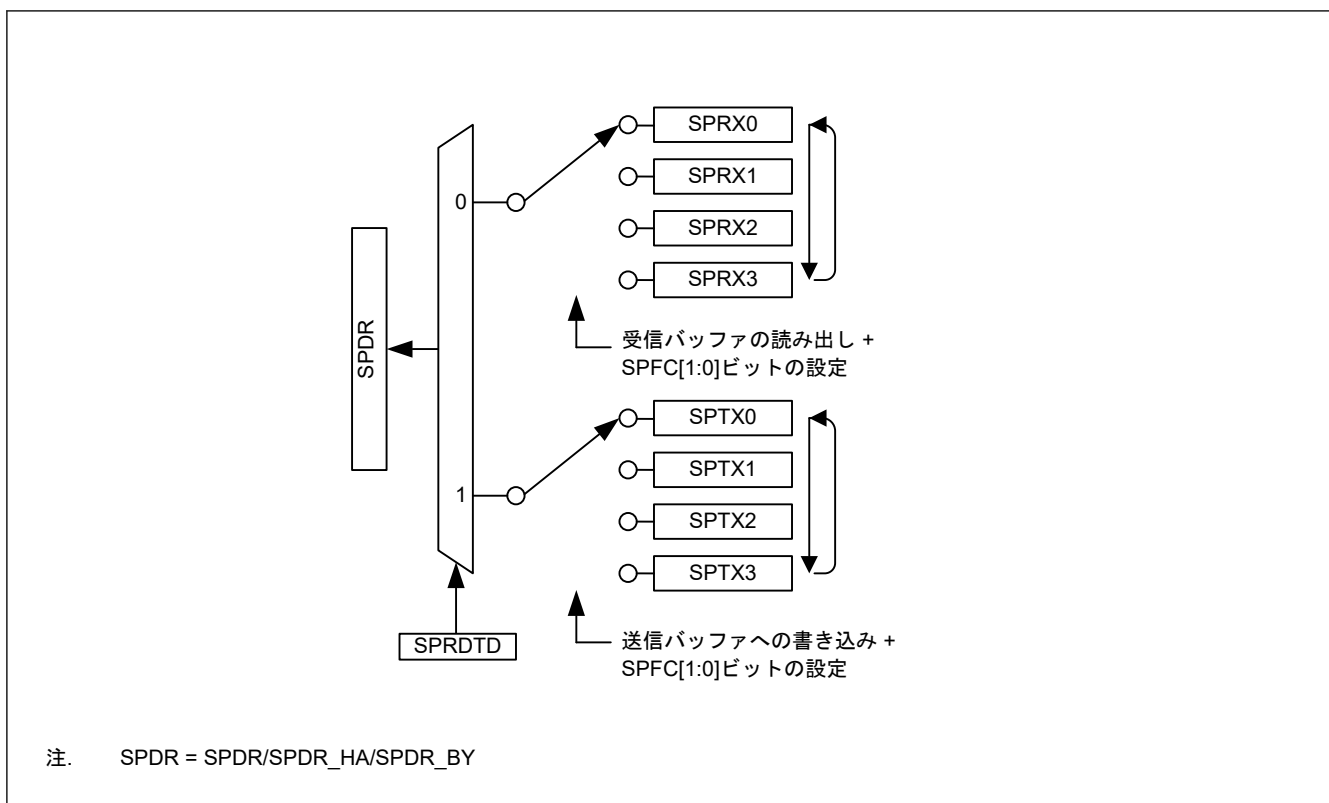 SPRX0
SPRX1
0
SPRX2
SPRX3
SPDR
受信バッファの読み出し +
SPFC[1:0]ビットの設定
SPTX0
SPTX1
1
SPTX2
SPTX3
SPRDTD
送信バッファへの書き込み +
SPFC[1:0]ビットの設定
注. SPDR = SPDR/SPDR_HA/SPDR_BY